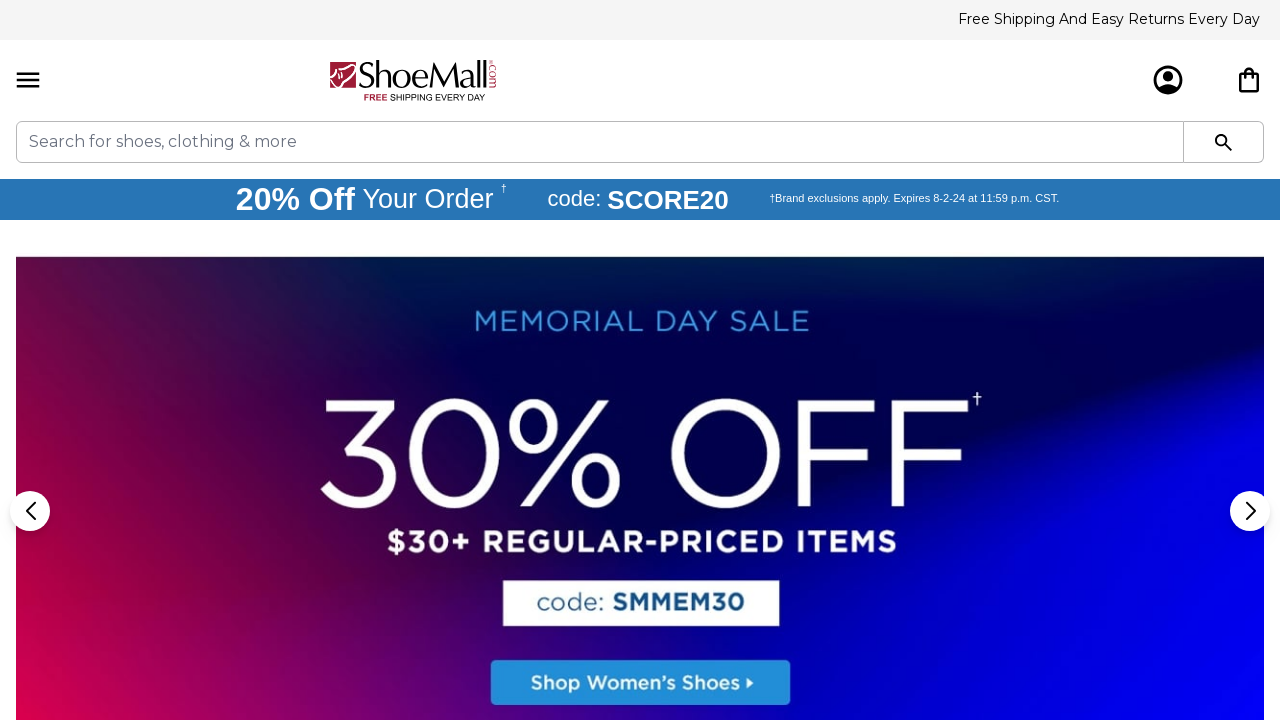 Free Shipping And Easy Returns Every Day
ShoeMall.com
FREE SHIPPING EVERY DAY
Search for shoes, clothing & more
20% Off Your Order † code: SCORE20 †Brand exclusions apply. Expires 8-2-24 at 11:59 p.m. CST.
MEMORIAL DAY SALE
30% OFF†
$30+ REGULAR-PRICED ITEMS
code: SMMEM30
Shop Women's Shoes